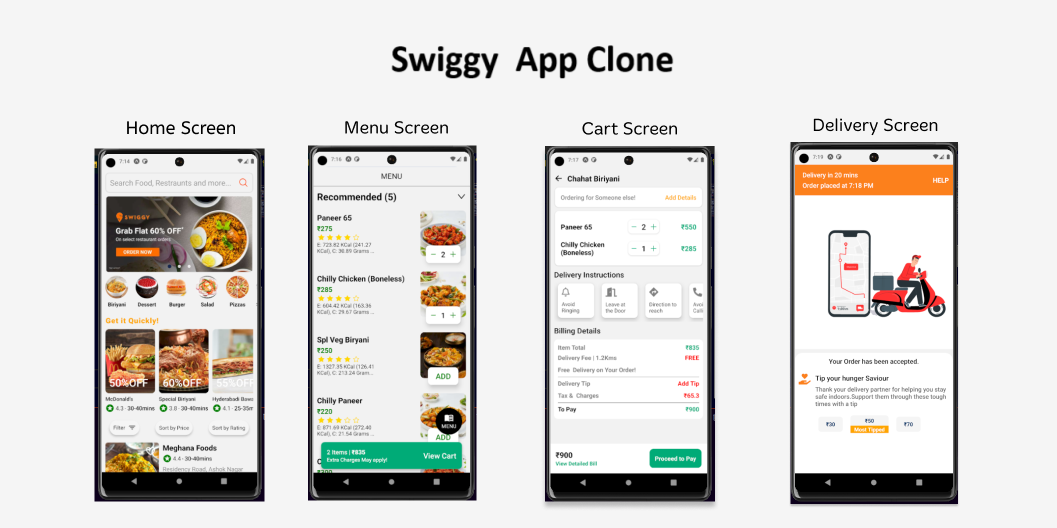 Swiggy App Clone
Home Screen
7:14
Search Food, Restraunts and more...
SWIGGY
Grab Flat 60% OFF*
On select restaurant orders
ORDER NOW
Biriyani Dessert Burger Salad Pizzas
Get it Quickly!
50%OFF 60%OFF 55%OFF
McDonald's Special Biriyani Hyderabadi Bawa
4.3 · 30-40mins 3.8 · 30-40mins 4.1 · 25-35m
Filter Sort by Price Sort by Rating
Meghana Foods
4.4 · 30-40mins
Residency Road, Ashok Nagar
Menu Screen
7:16
MENU
Recommended (5)
Paneer 65
₹275
E: 723.82 KCal (241.27
KCal), C: 36.89 Grams ...
− 2 +
Chilly Chicken (Boneless)
₹285
E: 604.42 KCal (163.36
KCal), C: 29.67 Grams ...
− 1 +
Spl Veg Biryani
₹250
E: 1327.35 KCal (126.41
KCal), C: 213.24 Gram ...
ADD
Chilly Paneer
₹220
E: 871.69 KCal (272.40
KCal), C: 21.54 Grams ...
MENU
ADD
2 Items | ₹835
Extra Charges May apply!
View Cart
Cart Screen
7:17
Chahat Biriyani
Ordering for Someone else! Add Details
Paneer 65 − 2 + ₹550
Chilly Chicken
(Boneless)
− 1 + ₹285
Delivery Instructions
Avoid
Ringing
Leave at
the Door
Direction to
reach
Avoi
Calli
Billing Details
Item Total ₹835
Delivery Fee | 1.2Kms FREE
Free Delivery on Your Order!
Delivery Tip Add Tip
Tax & Charges ₹65.3
To Pay ₹900
₹900
View Detailed Bill
Proceed to Pay
Delivery Screen
7:19
Delivery in 20 mins
Order placed at 7:18 PM
HELP
Your Order has been accepted.
Tip your hunger Saviour
Thank your delivery partner for helping you stay
safe indoors.Support them through these tough
times with a tip
₹30 ₹50 ₹70
Most Tipped